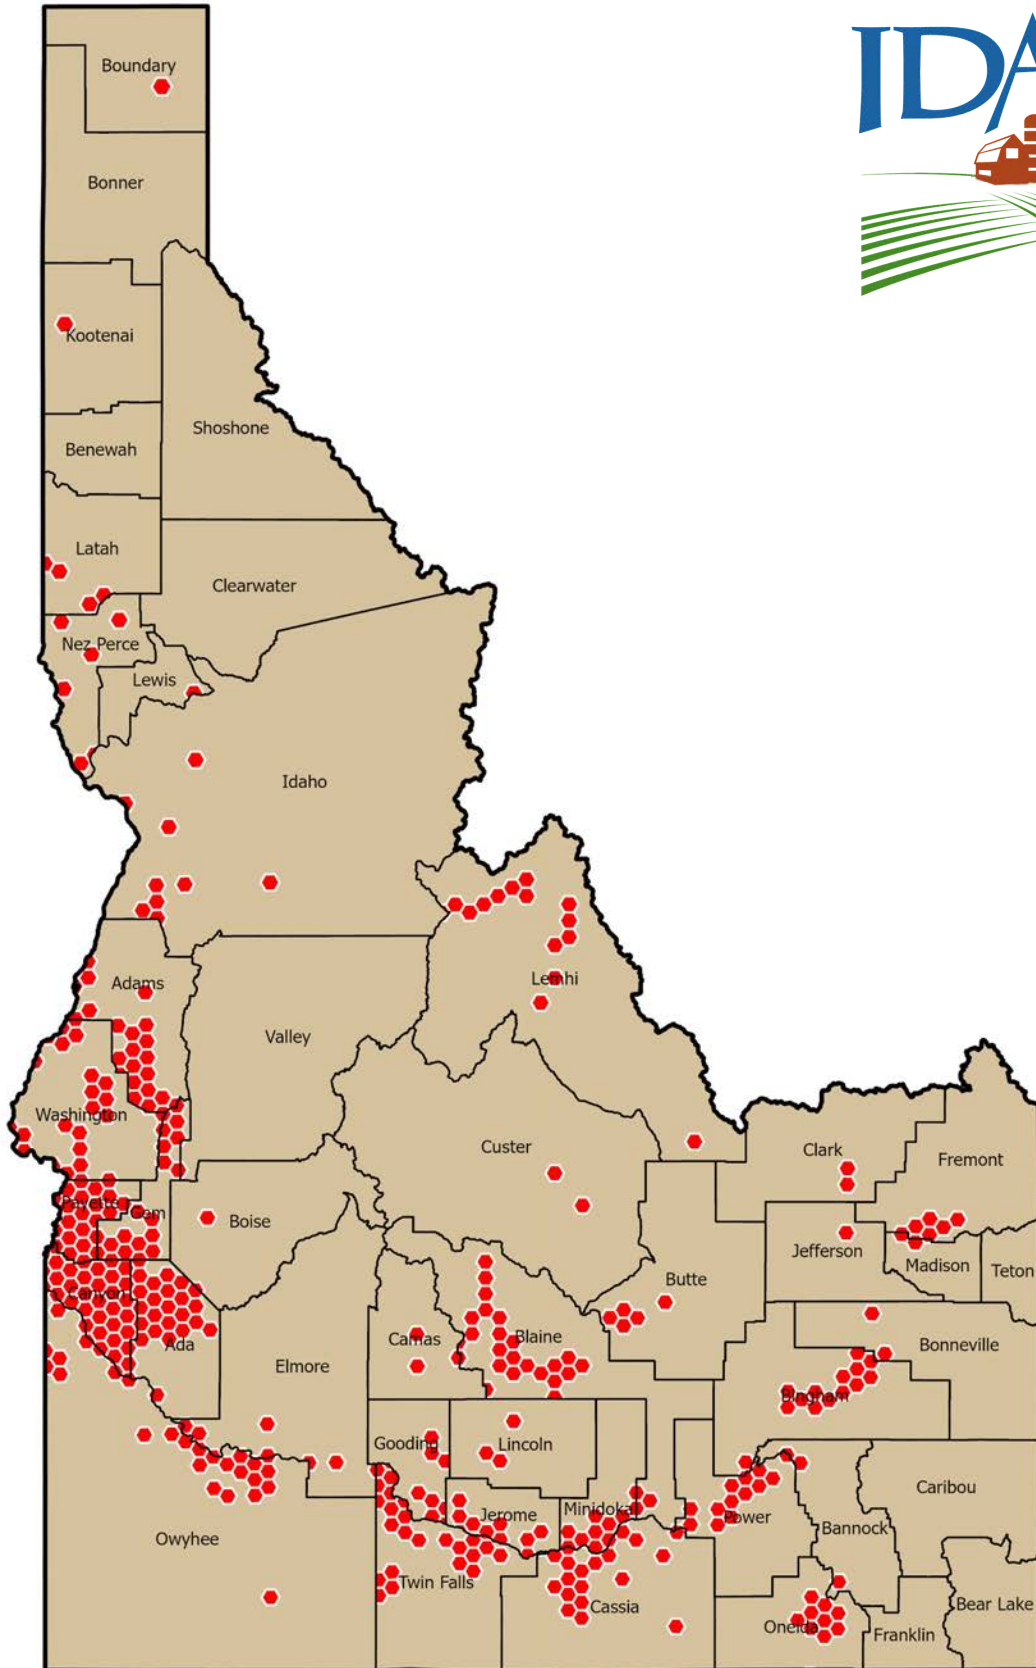 IDA
Boundary
Bonner
Kootenai
Shoshone
Benewah
Latah
Clearwater
Nez Perce
Lewis
Idaho
Lemhi
Adams
Valley
Washington
Custer
Clark
Fremont
Payette
Gem
Boise
Jefferson
Madison
Teton
Butte
Canyon
Ada
Camas
Blaine
Bonneville
Elmore
Bingham
Gooding
Lincoln
Caribou
Jerome
Minidoka
Power
Bannock
Owyhee
Twin Falls
Cassia
Bear Lake
Oneida
Franklin